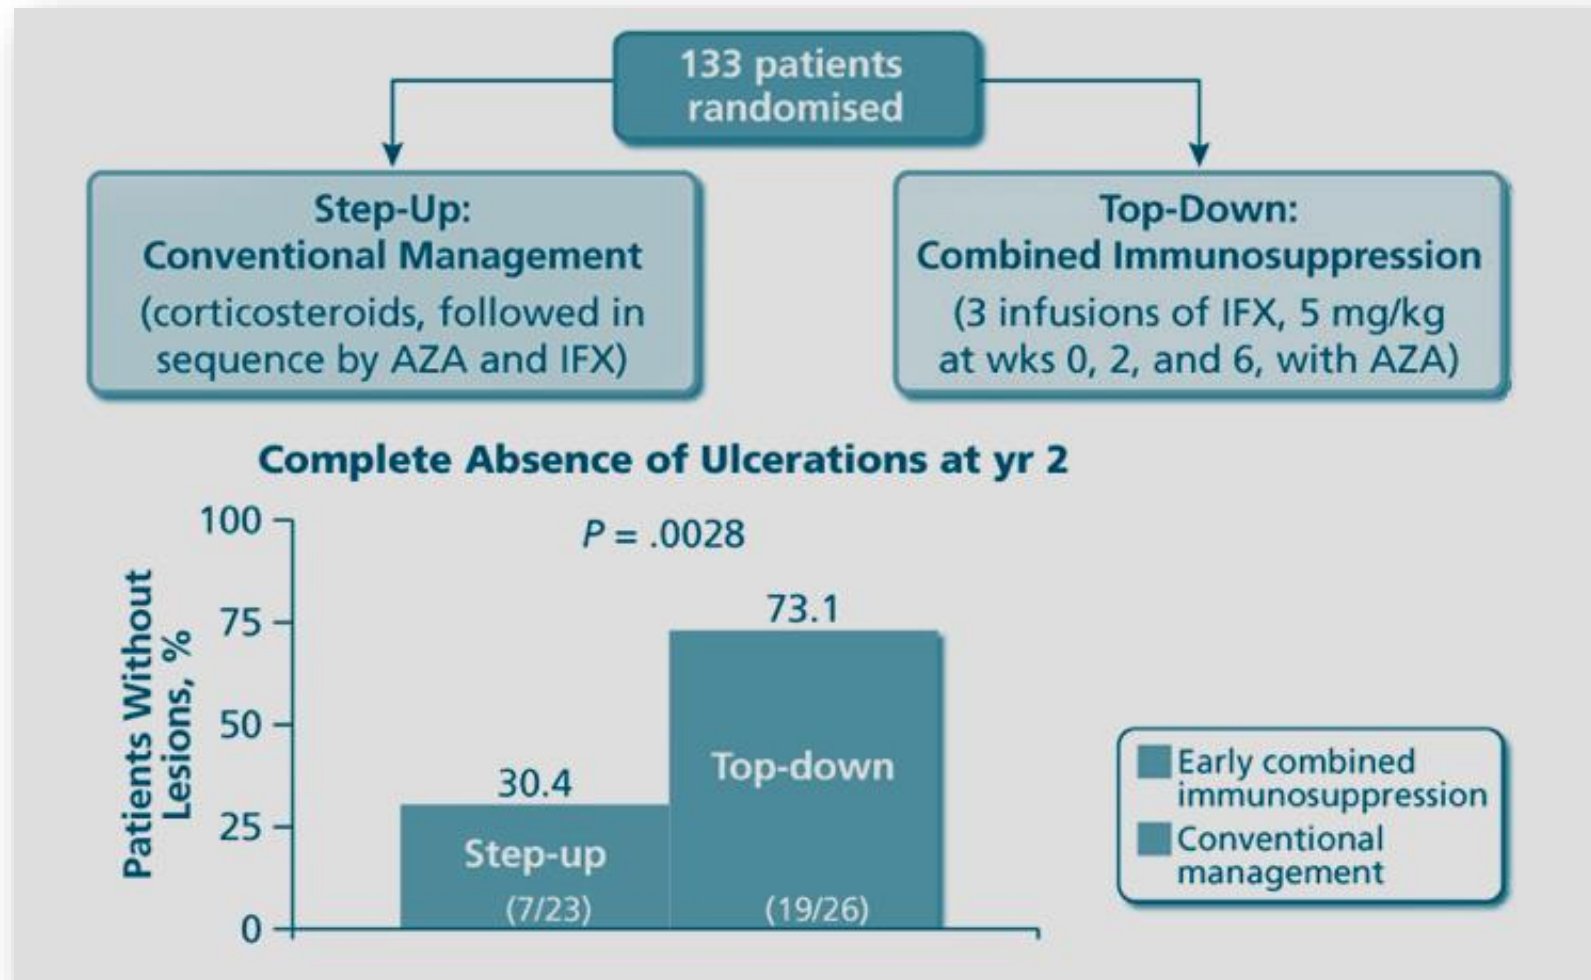 133 patients
randomised
Step-Up:
Conventional Management
(corticosteroids, followed in
sequence by AZA and IFX)
Top-Down:
Combined Immunosuppression
(3 infusions of IFX, 5 mg/kg
at wks 0, 2, and 6, with AZA)
Complete Absence of Ulcerations at yr 2
P = .0028
Patients Without
Lesions, %
100
75
50
25
0
30.4
Step-up
(7/23)
73.1
Top-down
(19/26)
Early combined
immunosuppression
Conventional
management